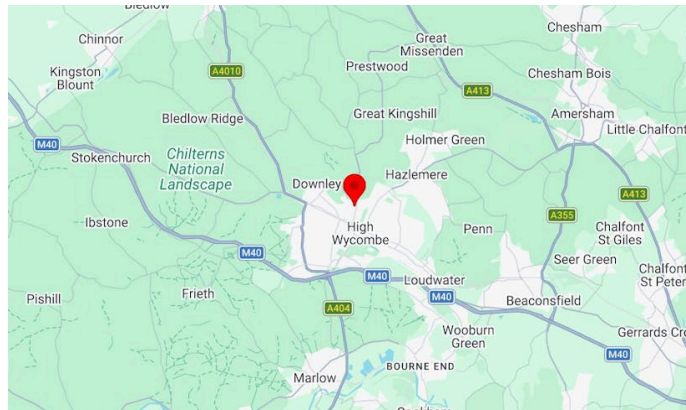 Bledlow
Chesham
Chinnor
Great
Missenden
Kingston
Blount
A4010
Prestwood
Chesham Bois
A413
Bledlow Ridge
Great Kingshill
Amersham
Little Chalfont
M40
Stokenchurch
Chilterns
National
Landscape
Holmer Green
Downley
Hazlemere
A413
Ibstone
A355
High
Wycombe
Penn
Chalfont
St Giles
M40
Seer Green
M40
Loudwater
Chalfont
St Peter
Pishill
Frieth
M40
Beaconsfield
A404
Wooburn
Green
Gerrards Cro
M40
BOURNE END
Marlow